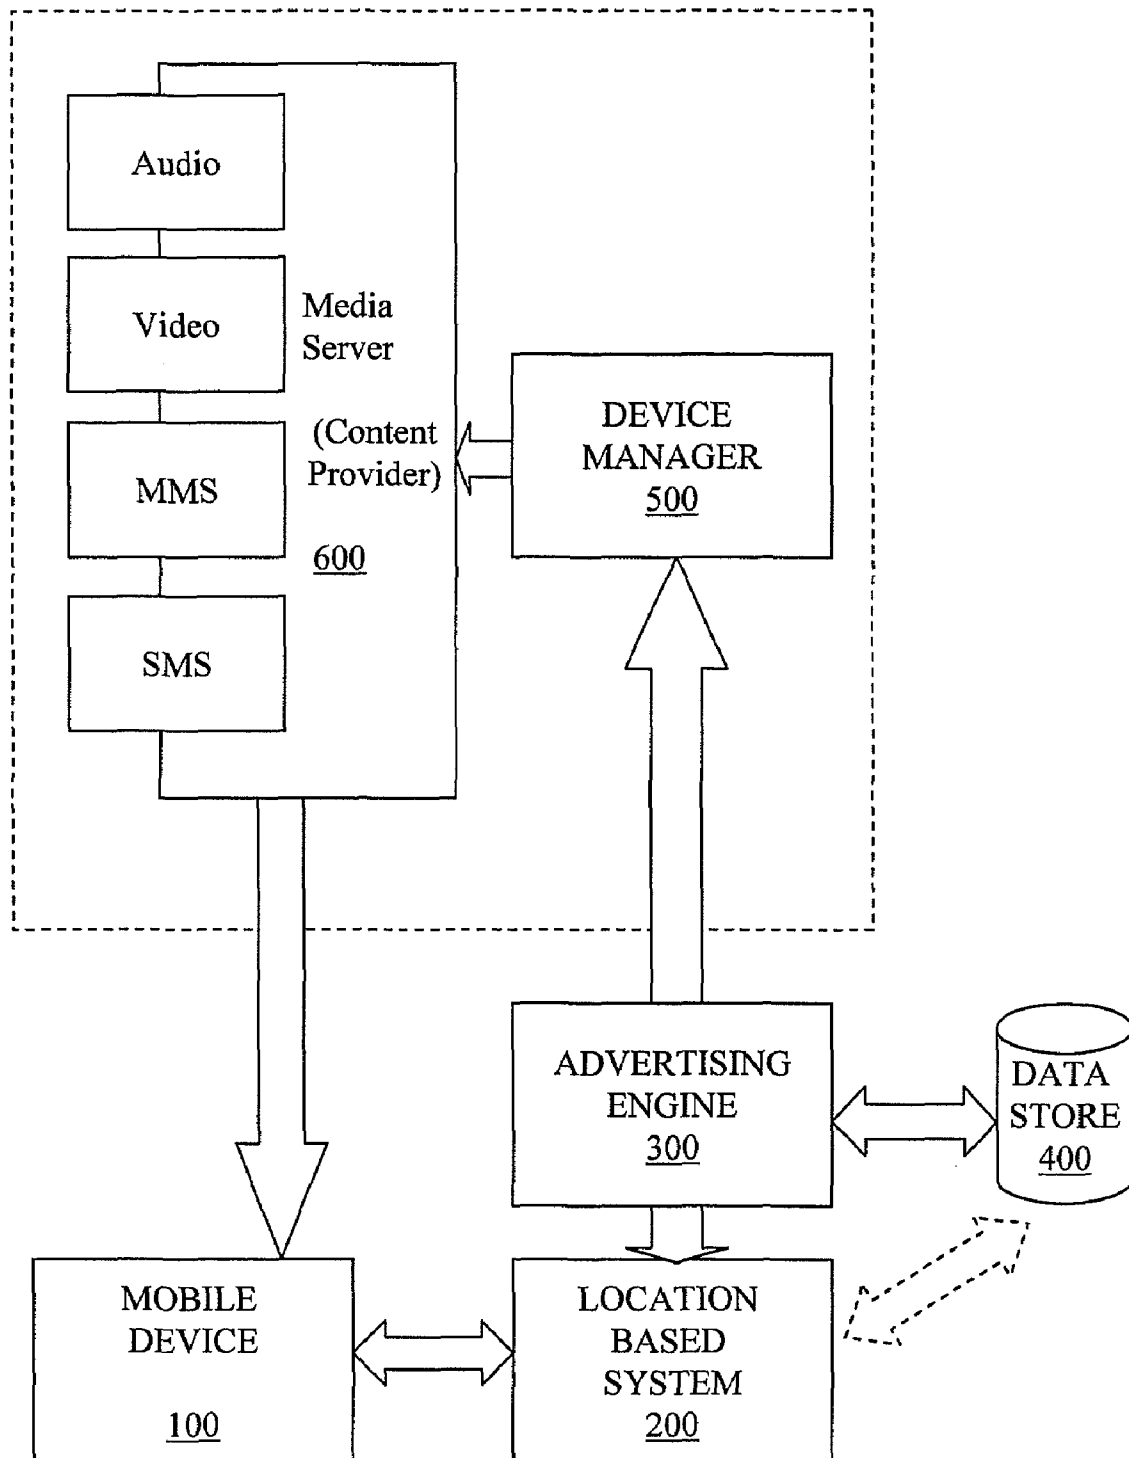 Audio
Video
MMS
SMS
Media
Server
(Content
Provider)
600
DEVICE
MANAGER
500
ADVERTISING
ENGINE
300
DATA
STORE
400
MOBILE
DEVICE
100
LOCATION
BASED
SYSTEM
200